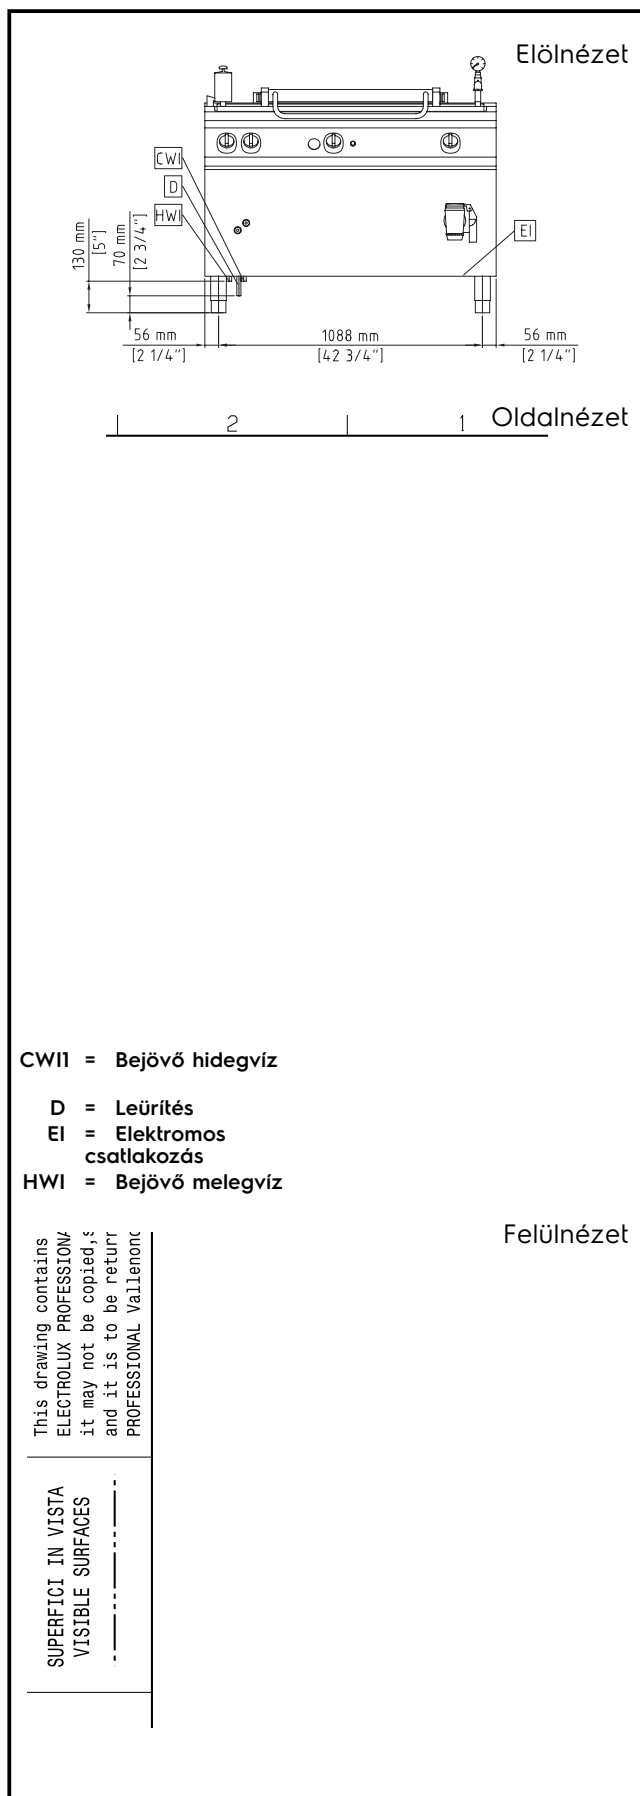 Elölnézet
CWI
D
HWI
EI
130 mm
[5"]
70 mm
[2 3/4"]
56 mm
[2 1/4"]
1088 mm
[42 3/4"]
56 mm
[2 1/4"]
Oldalnézet
2
1
CWI1 = Bejövő hidegvíz
D = Leürítés
EI = Elektromos
csatlakozás
HWI = Bejövő melegvíz
Felülnézet
This drawing contains
ELECTROLUX PROFESSIONA
it may not be copied,
and it is to be return
PROFESSIONAL Vallenonc
SUPERFICI IN VISTA
VISIBLE SURFACES